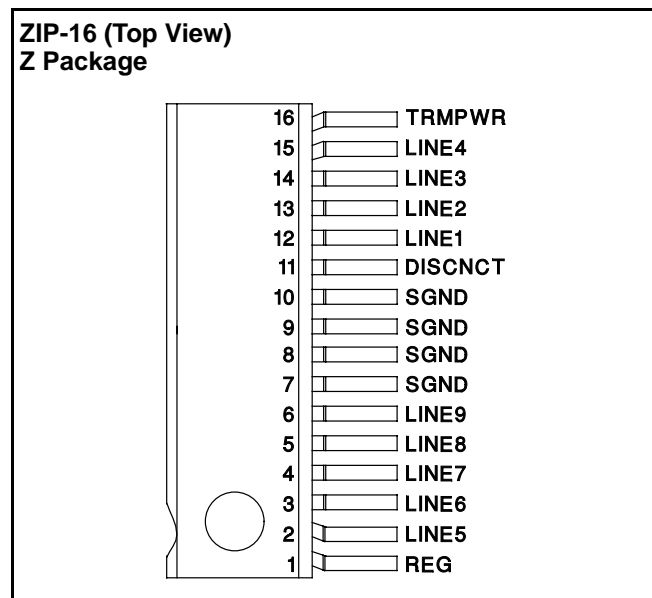 ZIP-16 (Top View)
Z Package
16 TRMPWR
15 LINE4
14 LINE3
13 LINE2
12 LINE1
11 DISCNCT
10 SGND
9 SGND
8 SGND
7 SGND
6 LINE9
5 LINE8
4 LINE7
3 LINE6
2 LINE5
1 REG